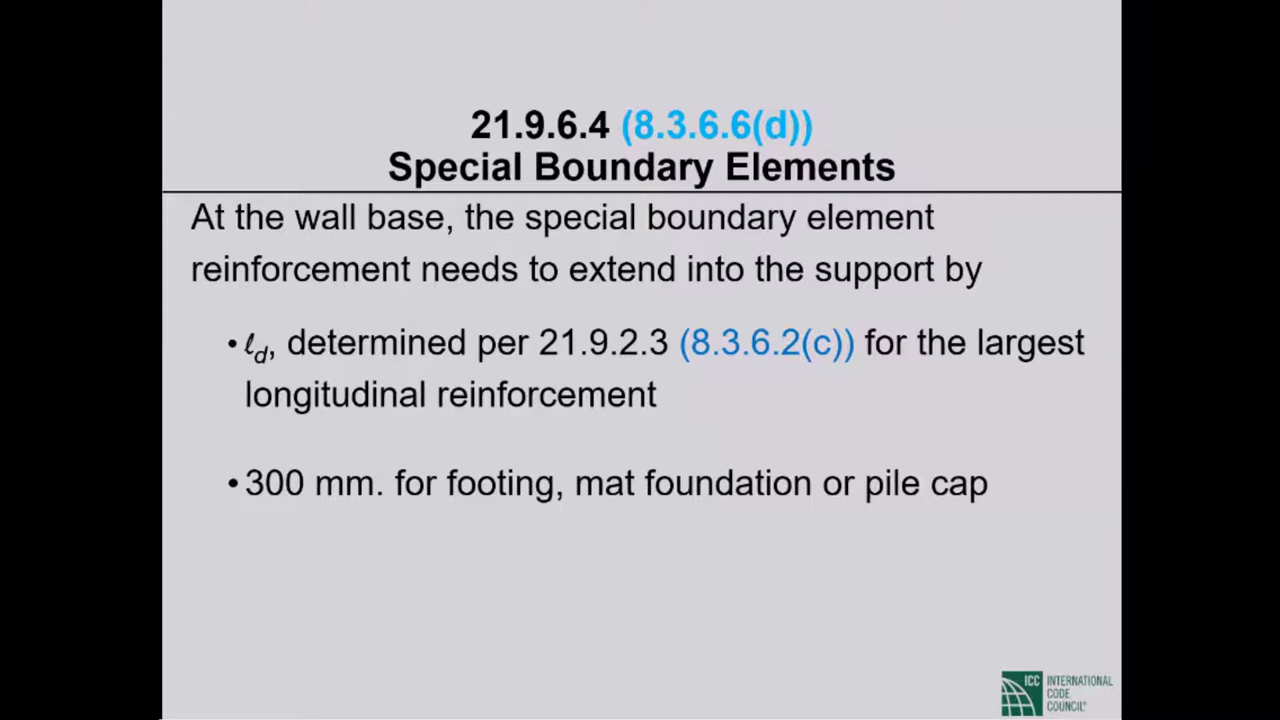 21.9.6.4 (8.3.6.6(d))
Special Boundary Elements
At the wall base, the special boundary element
reinforcement needs to extend into the support by
• ℓd, determined per 21.9.2.3 (8.3.6.2(c)) for the largest
longitudinal reinforcement
• 300 mm. for footing, mat foundation or pile cap
ICC INTERNATIONAL
CODE
COUNCIL®